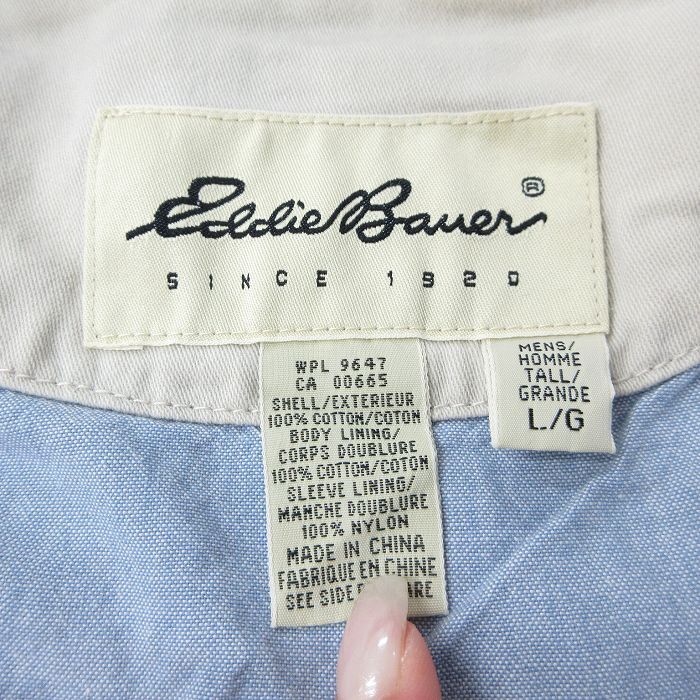 Eddie Bauer ®
SINCE 1920
WPL 9647
CA 00665
SHELL/EXTERIEUR
100% COTTON/COTON
BODY LINING/
CORPS DOUBLURE
100% COTTON/COTON
SLEEVE LINING/
MANCHE DOUBLURE
100% NYLON
MADE IN CHINA
FABRIQUE EN CHINE
SEE SIDE
MENS/
HOMME
TALL/
GRANDE
L/G